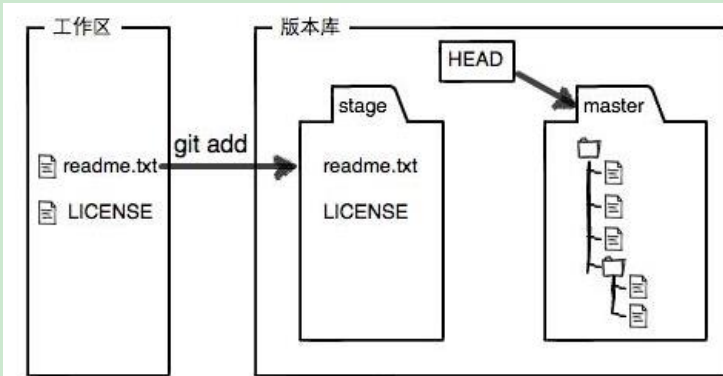 工作区
版本库
HEAD
stage
master
git add
readme.txt
readme.txt
LICENSE
LICENSE